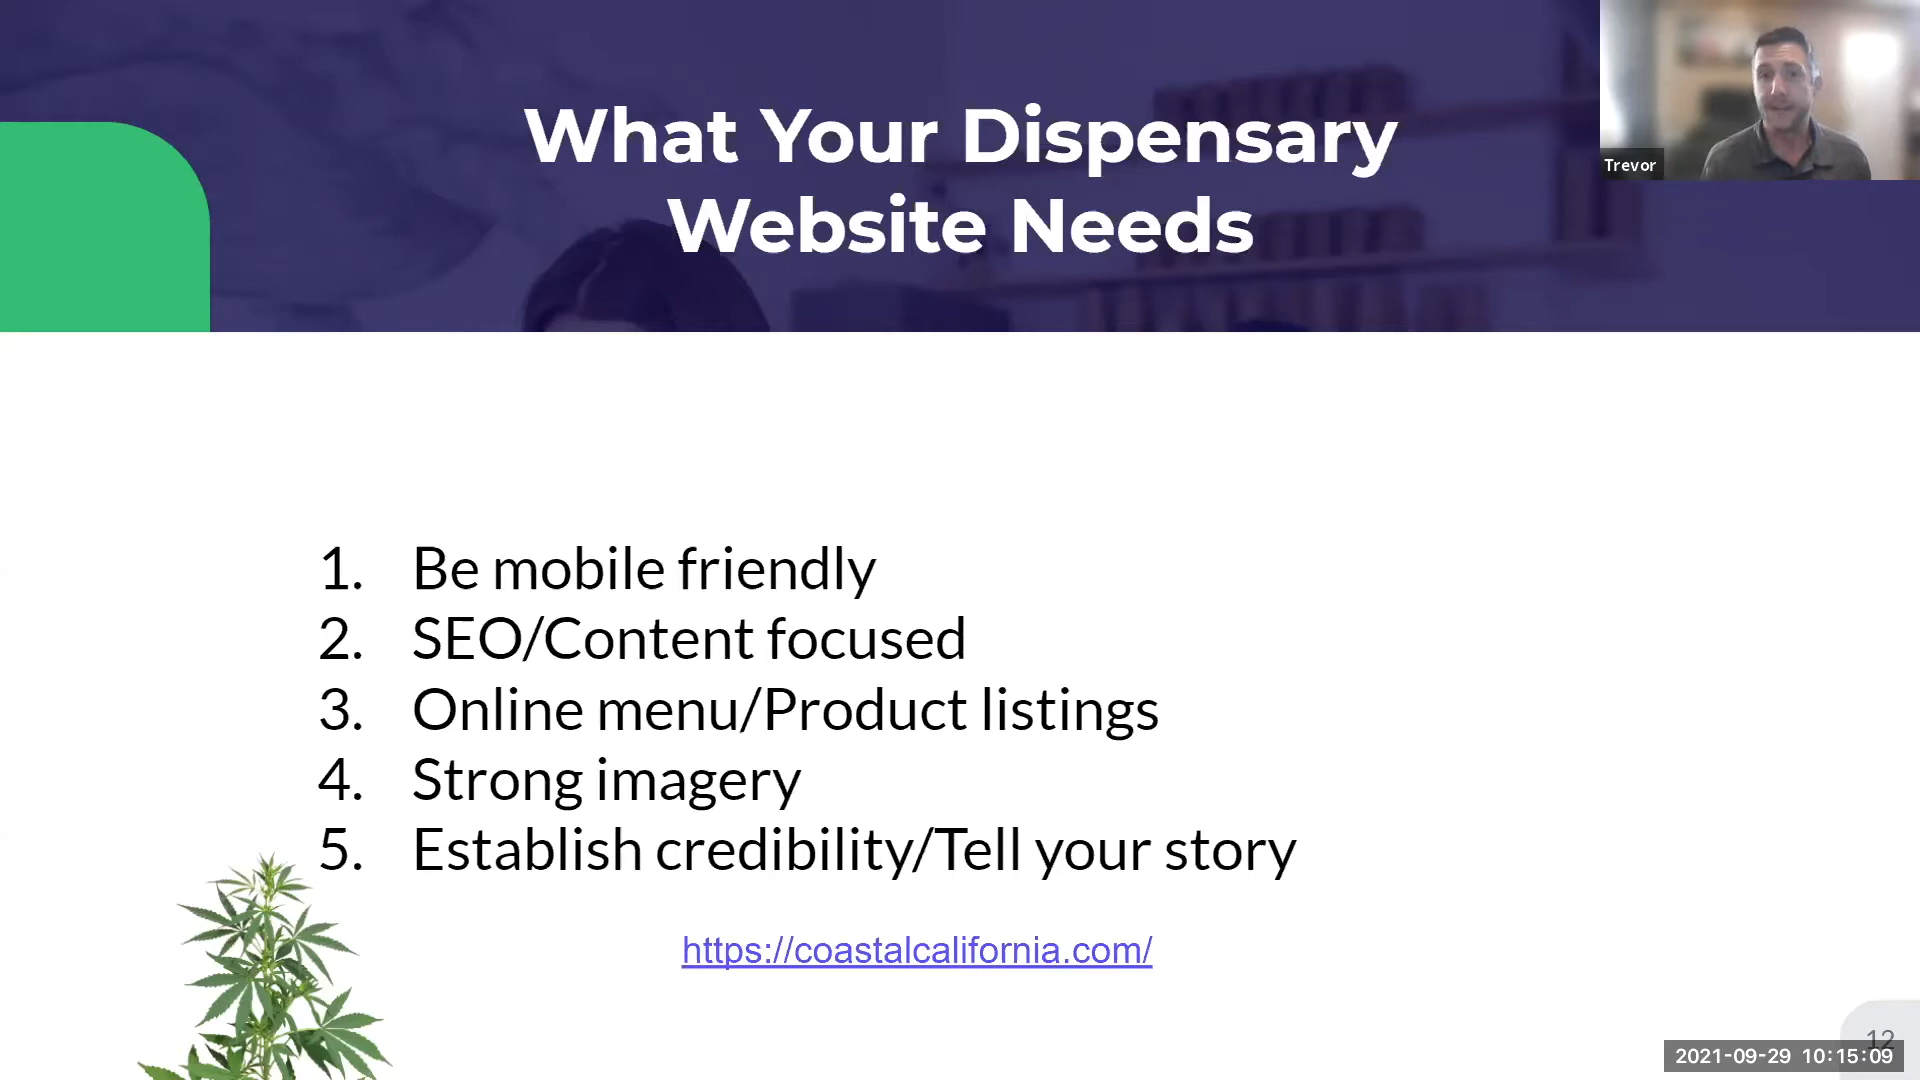 What Your Dispensary
Website Needs
Trevor
1. Be mobile friendly
2. SEO/Content focused
3. Online menu/Product listings
4. Strong imagery
5. Establish credibility/Tell your story
https://coastalcalifornia.com/
12
2021-09-29 10:15:09